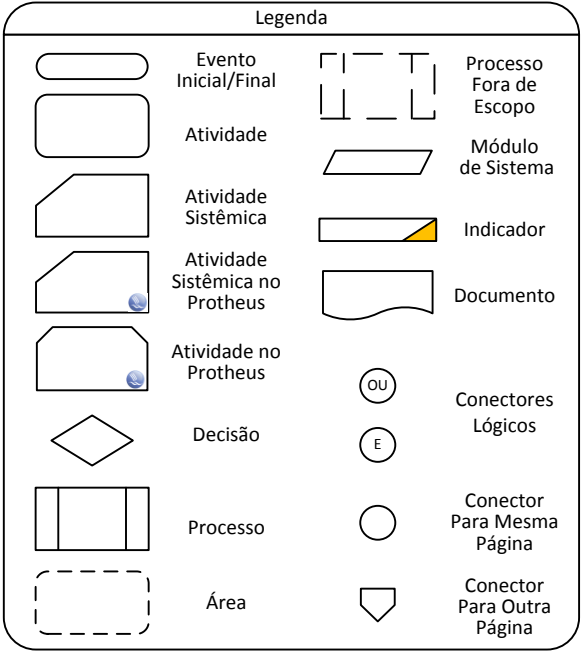 Legenda
Evento
Inicial/Final
Atividade
Atividade
Sistêmica
Atividade
Sistêmica no
Protheus
Atividade no
Protheus
Decisão
Processo
Área
Processo
Fora de
Escopo
Módulo
de Sistema
Indicador
Documento
OU
E
Conectores
Lógicos
Conector
Para Mesma
Página
Conector
Para Outra
Página